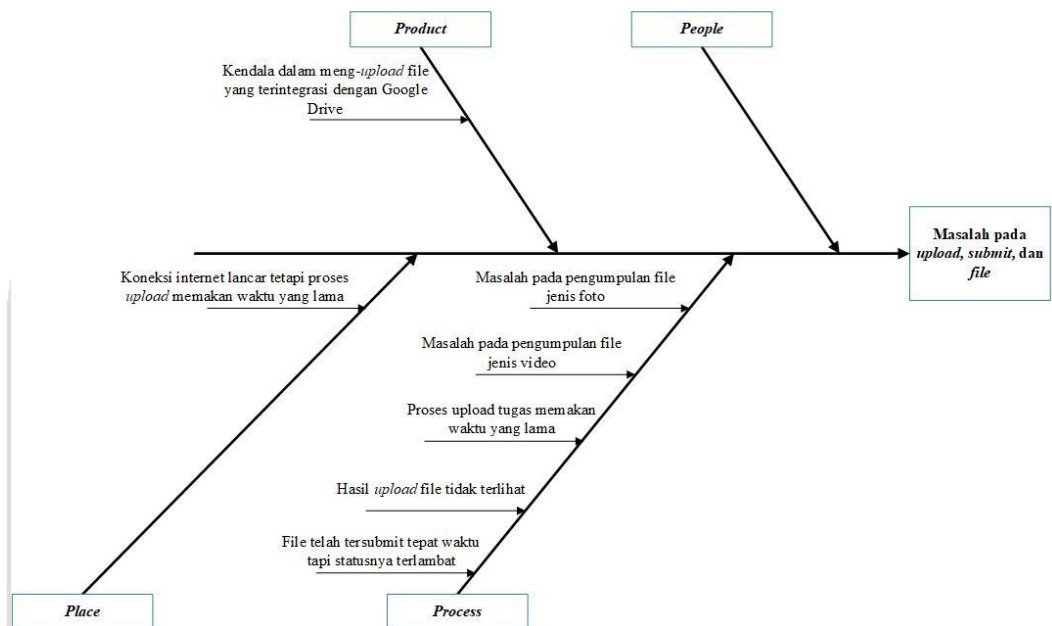 Product
People
Kendala dalam meng-upload file
yang terintegrasi dengan Google
Drive
Masalah pada
upload, submit, dan
file
Koneksi internet lancar tetapi proses
upload memakan waktu yang lama
Masalah pada pengumpulan file
jenis foto
Masalah pada pengumpulan file
jenis video
Proses upload tugas memakan
waktu yang lama
Hasil upload file tidak terlihat
File telah tersubmit tepat waktu
tapi statusnya terlambat
Place
Process